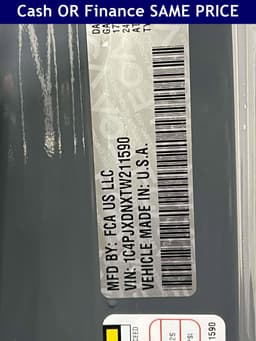 Cash OR Finance SAME PRICE
MFD BY: FCA US LLC
VIN: 1C4PJXDNXTW211590
VEHICLE MADE IN: U.S.A.